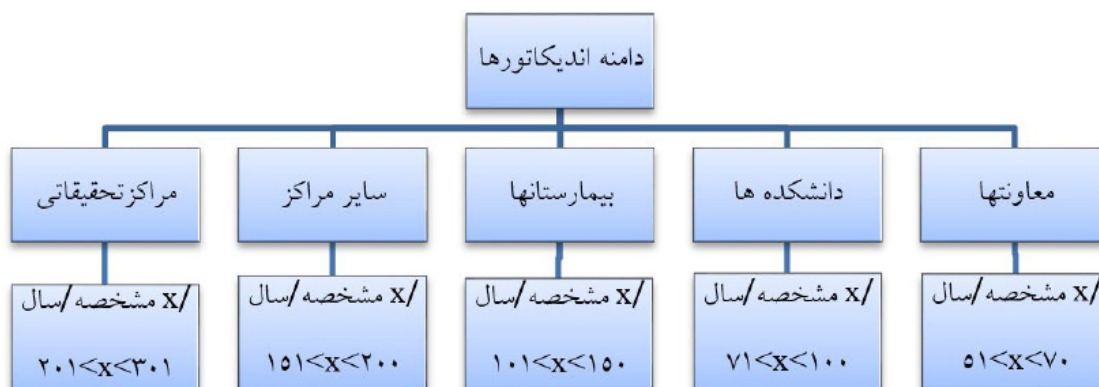 دامنه اندیکاتورها
معاونتها
دانشکده ها
بیمارستانها
سایر مراکز
مراکزتحقیقاتی
/x مشخصه/سال
۵۱<x<۷۰
/x مشخصه/سال
۷۱<x<۱۰۰
/x مشخصه/سال
۱۰۱<x<۱۵۰
/x مشخصه/سال
۱۵۱<x<۲۰۰
/x مشخصه/سال
۲۰۱<x<۳۰۱